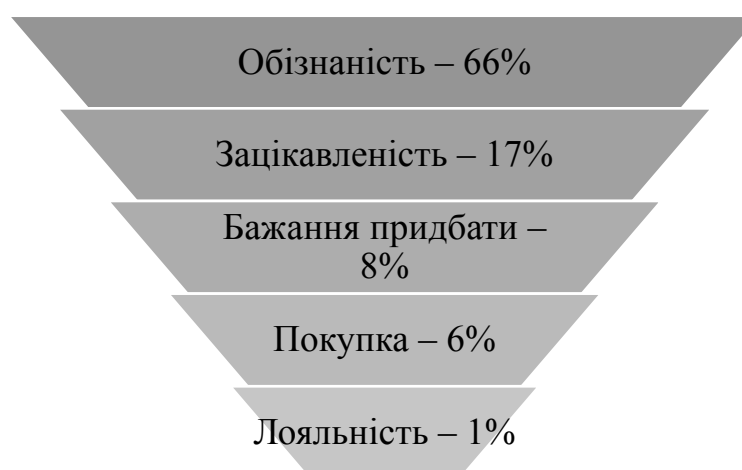 Обізнаність – 66%
Зацікавленість – 17%
Бажання придбати –
8%
Покупка – 6%
Лояльність – 1%